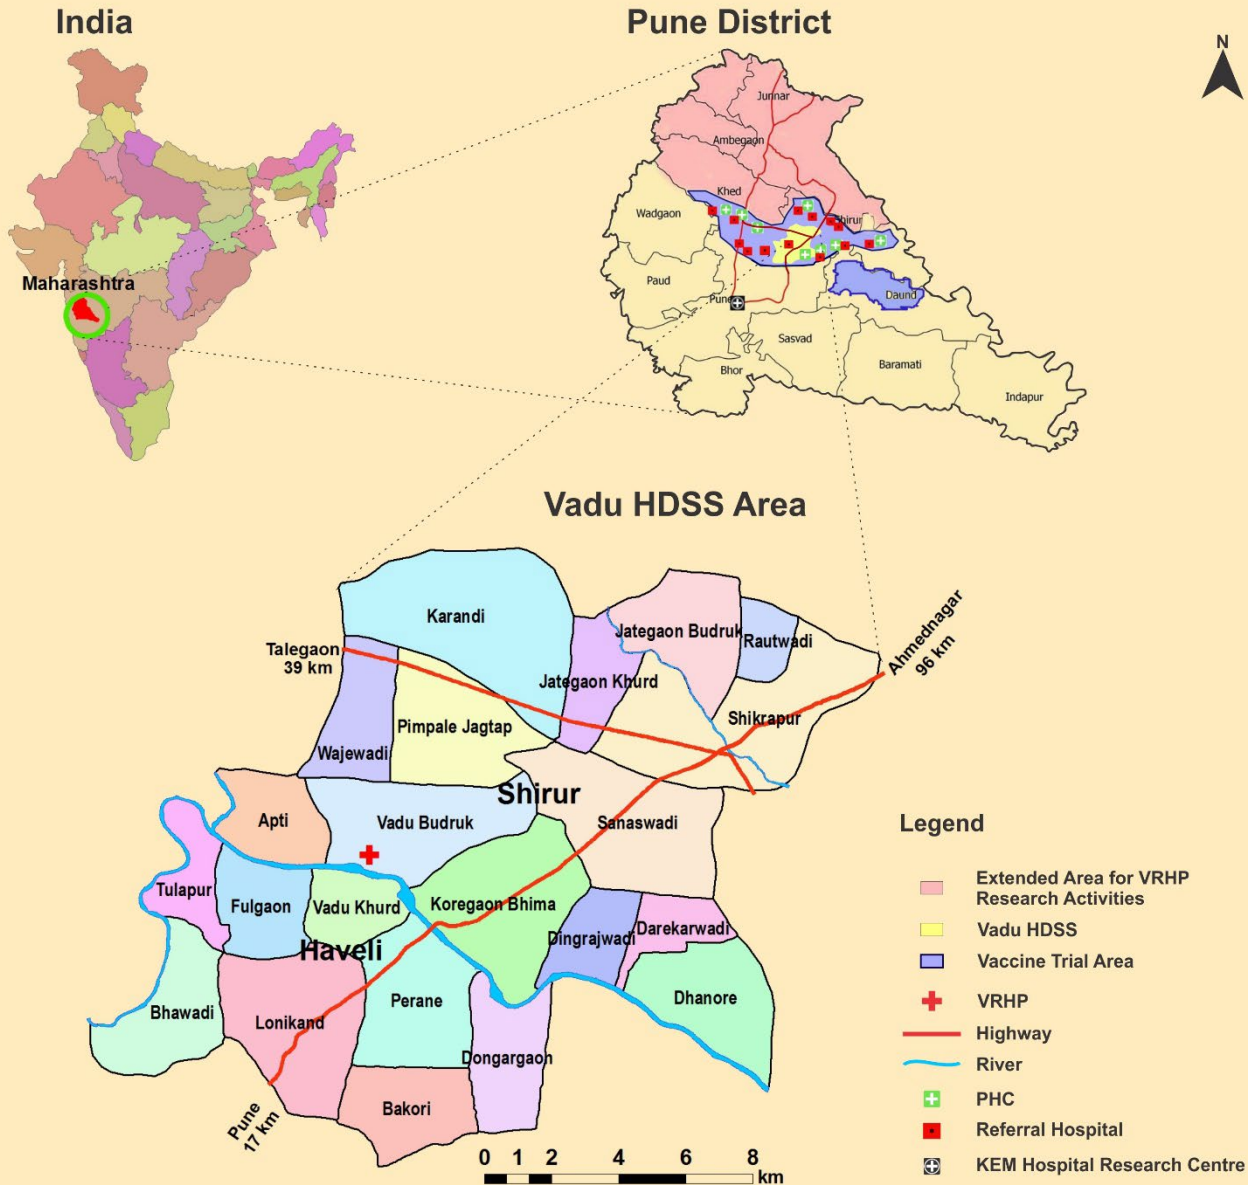 India
Pune District
N
Junnar
Ambegaon
Khed
Wadgaon
Shirur
Paud
Pune
Daund
Sasvad
Baramati
Bhor
Indapur
Maharashtra
Vadu HDSS Area
Karandi
Jategaon Budruk
Rautwadi
Ahmednagar
96 km
Talegaon
39 km
Jategaon Khurd
Shikrapur
Pimpale Jagtap
Wajewadi
Shirur
Apti
Vadu Budruk
Sanaswadi
Tulapur
Fulgaon
Vadu Khurd
Koregaon Bhima
Dingrajwadi
Darekarwadi
Haveli
Bhawadi
Lonikand
Perane
Dhanore
Dongargaon
Bakori
Pune
17 km
0 1 2 4 6 8
km
Legend
Extended Area for VRHP
Research Activities
Vadu HDSS
Vaccine Trial Area
VRHP
Highway
River
PHC
Referral Hospital
KEM Hospital Research Centre